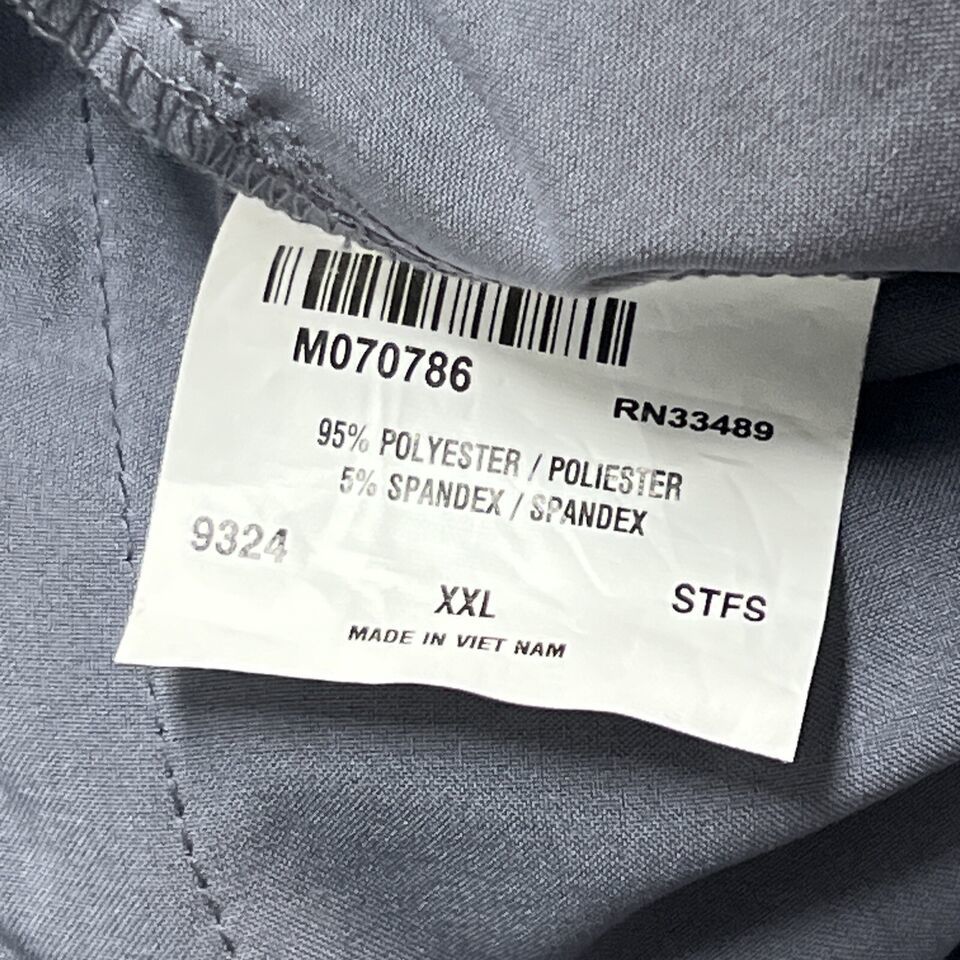 M070786
RN33489
95% POLYESTER / POLIESTER
5% SPANDEX / SPANDEX
9324
XXL
STFS
MADE IN VIET NAM